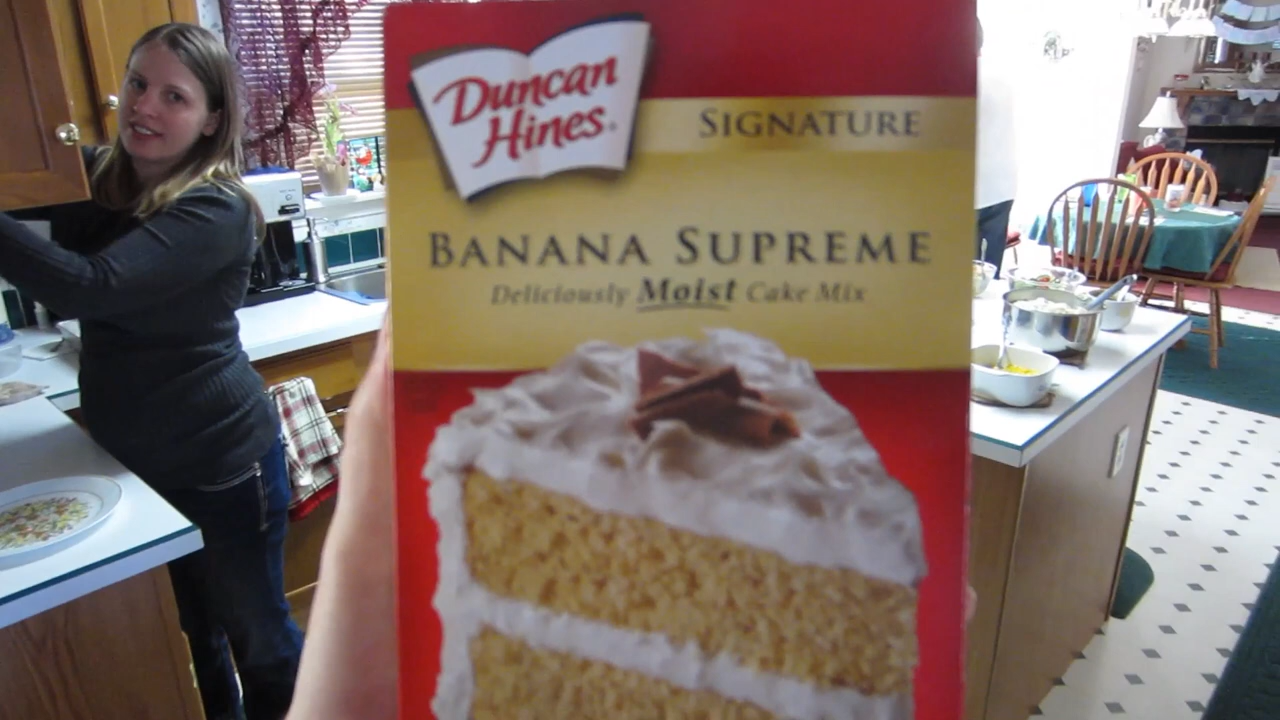 Duncan
Hines®
SIGNATURE
BANANA SUPREME
Deliciously Moist Cake Mix